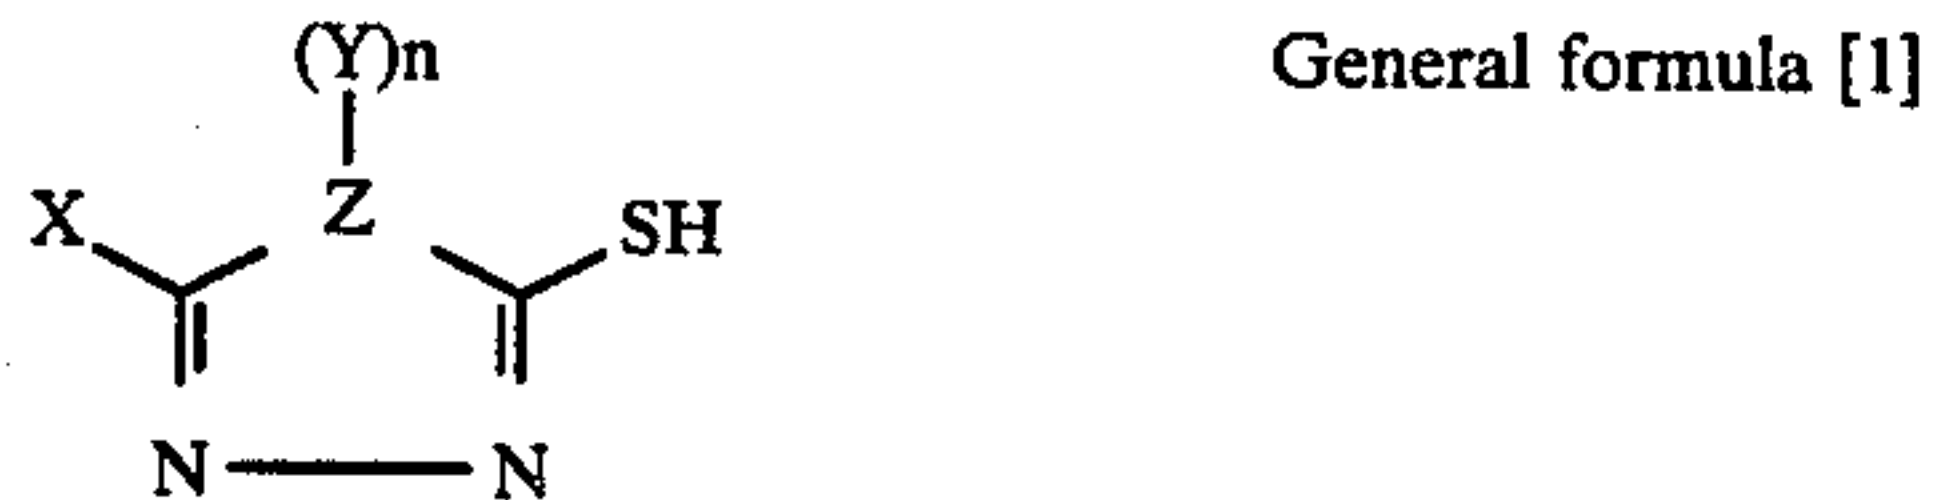 (Y)n General formula [1]
X Z SH
N N